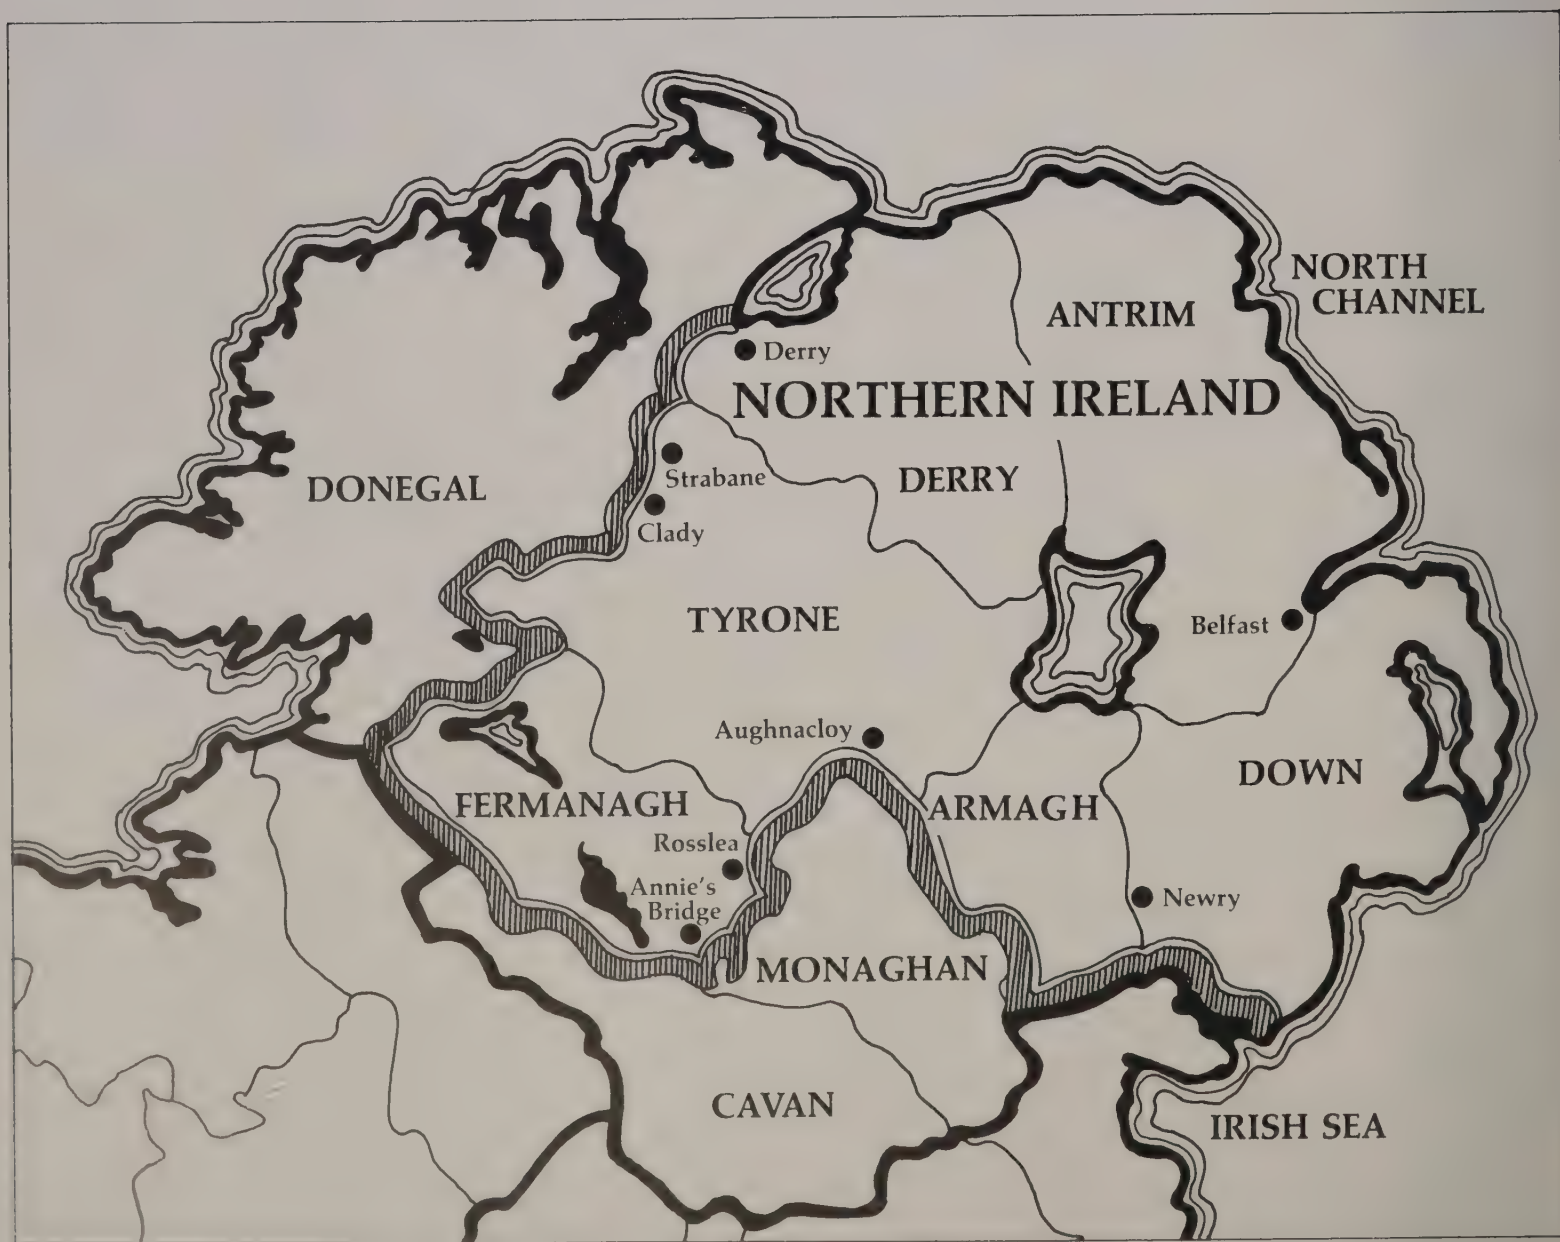 NORTH
CHANNEL
ANTRIM
Derry
NORTHERN IRELAND
DERRY
Strabane
DONEGAL
Clady
TYRONE
Belfast
Aughnacloy
DOWN
FERMANAGH
ARMAGH
Rosslea
Annie's
Bridge
Newry
MONAGHAN
CAVAN
IRISH SEA